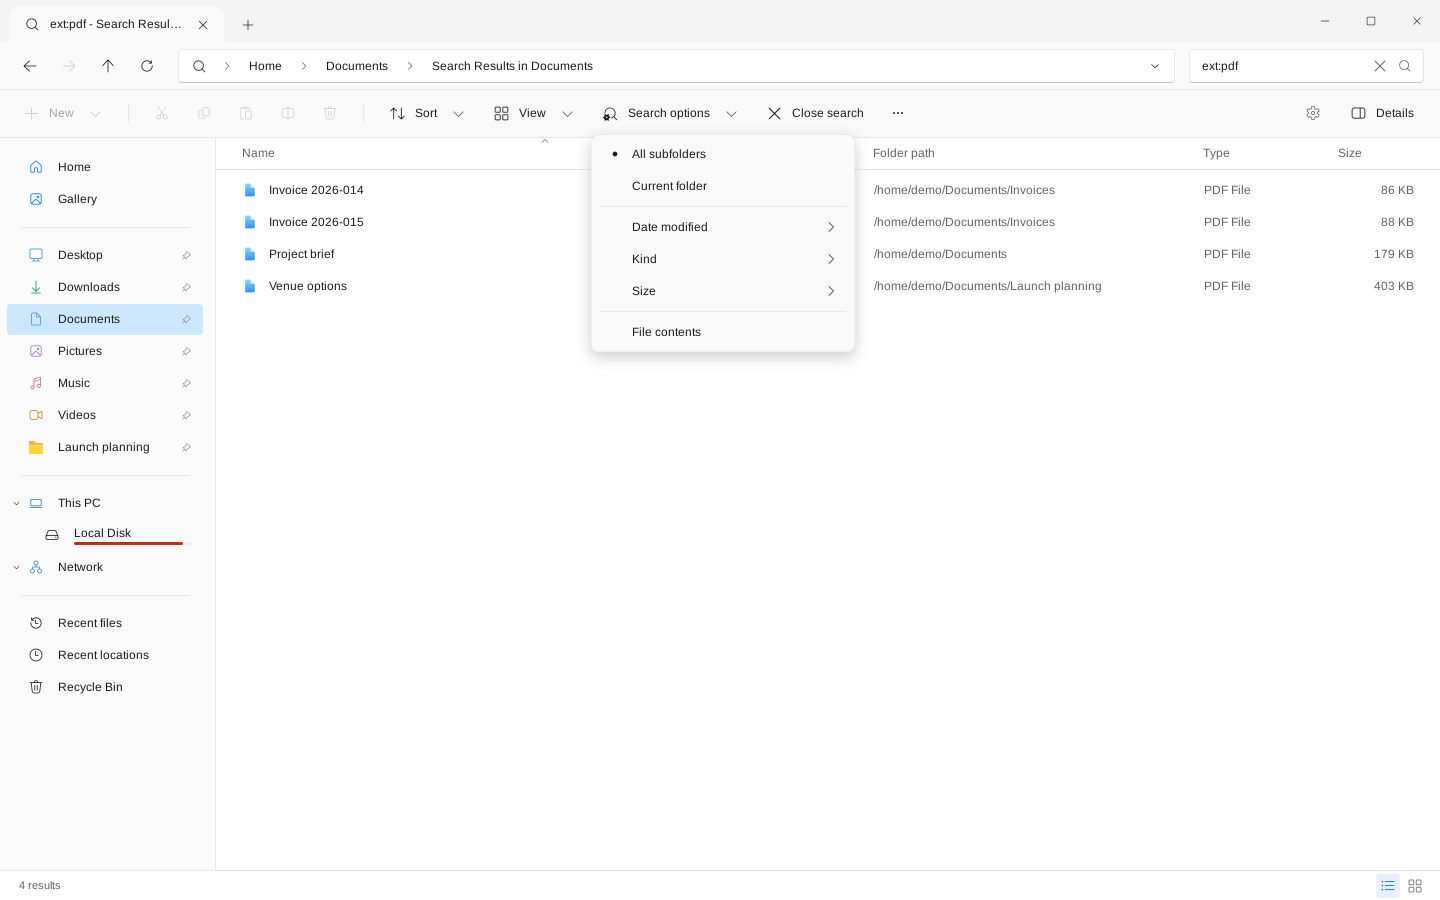 ext:pdf - Search Resul...
Home
Documents
Search Results in Documents
ext:pdf
New
Sort
View
Search options
Close search
Details
Home
Gallery
Desktop
Downloads
Documents
Pictures
Music
Videos
Launch planning
This PC
Local Disk
Network
Recent files
Recent locations
Recycle Bin
Name Folder path Type Size
Invoice 2026-014 /home/demo/Documents/Invoices PDF File 86 KB
Invoice 2026-015 /home/demo/Documents/Invoices PDF File 88 KB
Project brief /home/demo/Documents PDF File 179 KB
Venue options /home/demo/Documents/Launch planning PDF File 403 KB
All subfolders
Current folder
Date modified
Kind
Size
File contents
4 results